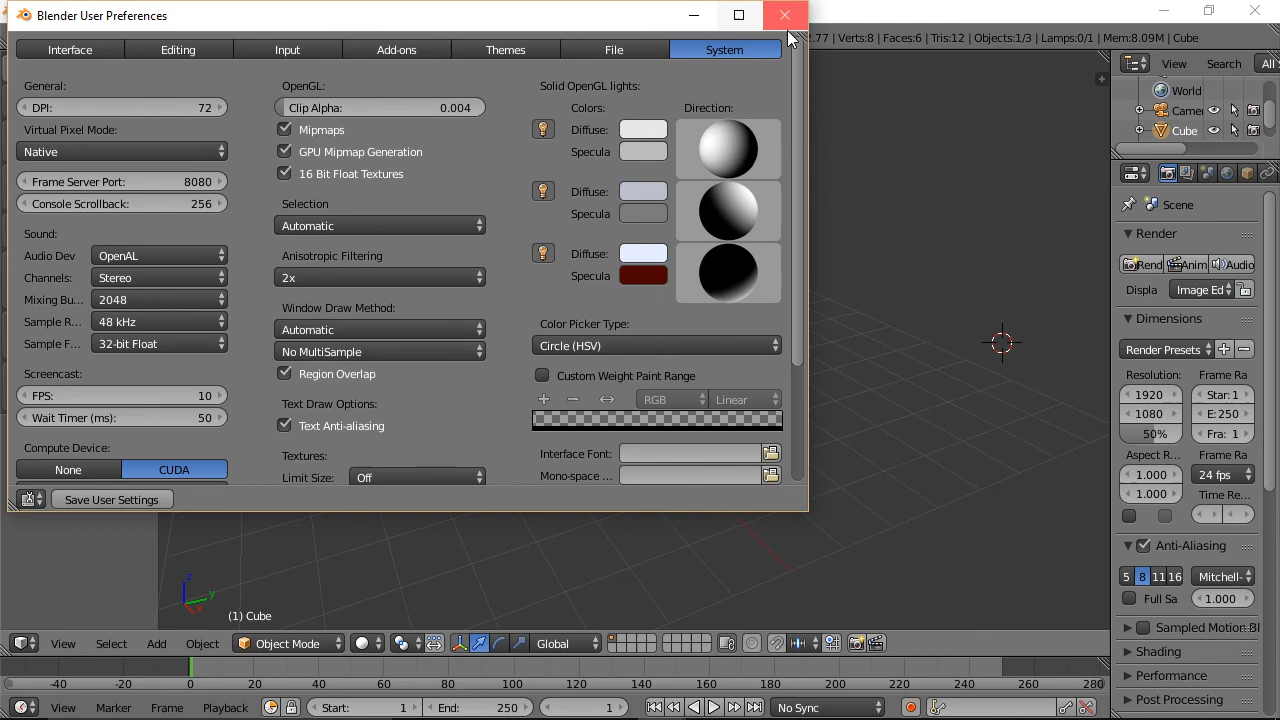 Blender User Preferences
.77 | Verts:8 | Faces:6 | Tris:12 | Objects:1/3 | Lamps:0/1 | Mem:8.09M | Cube
Interface Editing Input Add-ons Themes File System
View Search All S
World
Camer
Cube
General:
DPI: 72
Virtual Pixel Mode:
Native
Frame Server Port: 8080
Console Scrollback: 256
Sound:
Audio Dev OpenAL
Channels: Stereo
Mixing Bu... 2048
Sample R... 48 kHz
Sample F... 32-bit Float
Screencast:
FPS: 10
Wait Timer (ms): 50
Compute Device:
None CUDA
OpenGL:
Clip Alpha: 0.004
Mipmaps
GPU Mipmap Generation
16 Bit Float Textures
Selection
Automatic
Anisotropic Filtering
2x
Window Draw Method:
Automatic
No MultiSample
Region Overlap
Text Draw Options:
Text Anti-aliasing
Textures:
Limit Size: Off
Solid OpenGL lights:
Colors: Direction:
Diffuse:
Specula
Diffuse:
Specula
Diffuse:
Specula
Color Picker Type:
Circle (HSV)
Custom Weight Paint Range
RGB Linear
Interface Font:
Mono-space ...
Save User Settings
Scene
Render
Rend Anim Audio
Displa Image Ed
Dimensions
Render Presets
Resolution: Frame Ra
1920 Star: 1
1080 E: 250
50% Fra: 1
Aspect R... Frame Ra
1.000 24 fps
1.000 Time Re...
Anti-Aliasing
5 8 11 16 Mitchell-
Full Sa 1.000
Sampled Motion Bl
Shading
Performance
Post Processing
z
y
x
(1) Cube
View Select Add Object Object Mode Global
-40 -20 0 20 40 60 80 100 120 140 160 180 200 220 240 260 280
View Marker Frame Playback Start: 1 End: 250 1 No Sync